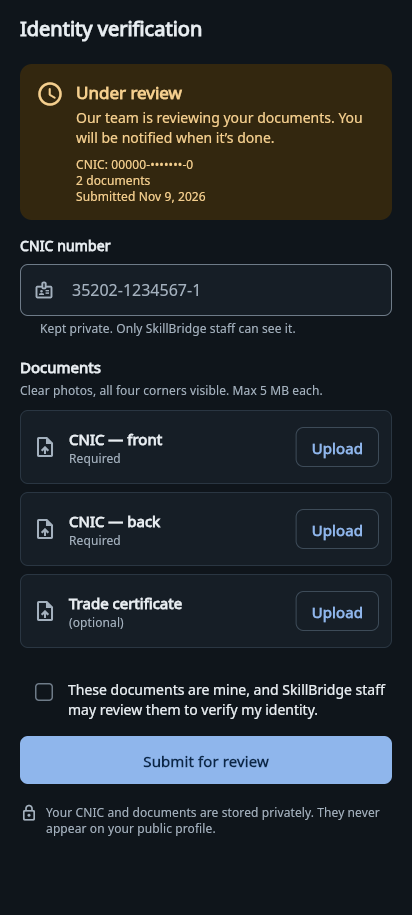 Identity verification
Under review
Our team is reviewing your documents. You
will be notified when it’s done.
CNIC: 00000-•••••••-0
2 documents
Submitted Nov 9, 2026
CNIC number
35202-1234567-1
Kept private. Only SkillBridge staff can see it.
Documents
Clear photos, all four corners visible. Max 5 MB each.
CNIC — front
Required
Upload
CNIC — back
Required
Upload
Trade certificate
(optional)
Upload
These documents are mine, and SkillBridge staff
may review them to verify my identity.
Submit for review
Your CNIC and documents are stored privately. They never
appear on your public profile.